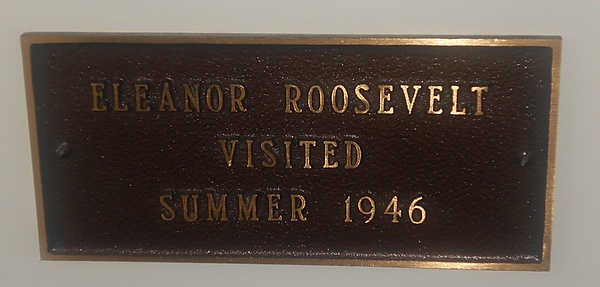 ELEANOR ROOSEVELT
VISITED
SUMMER 1946